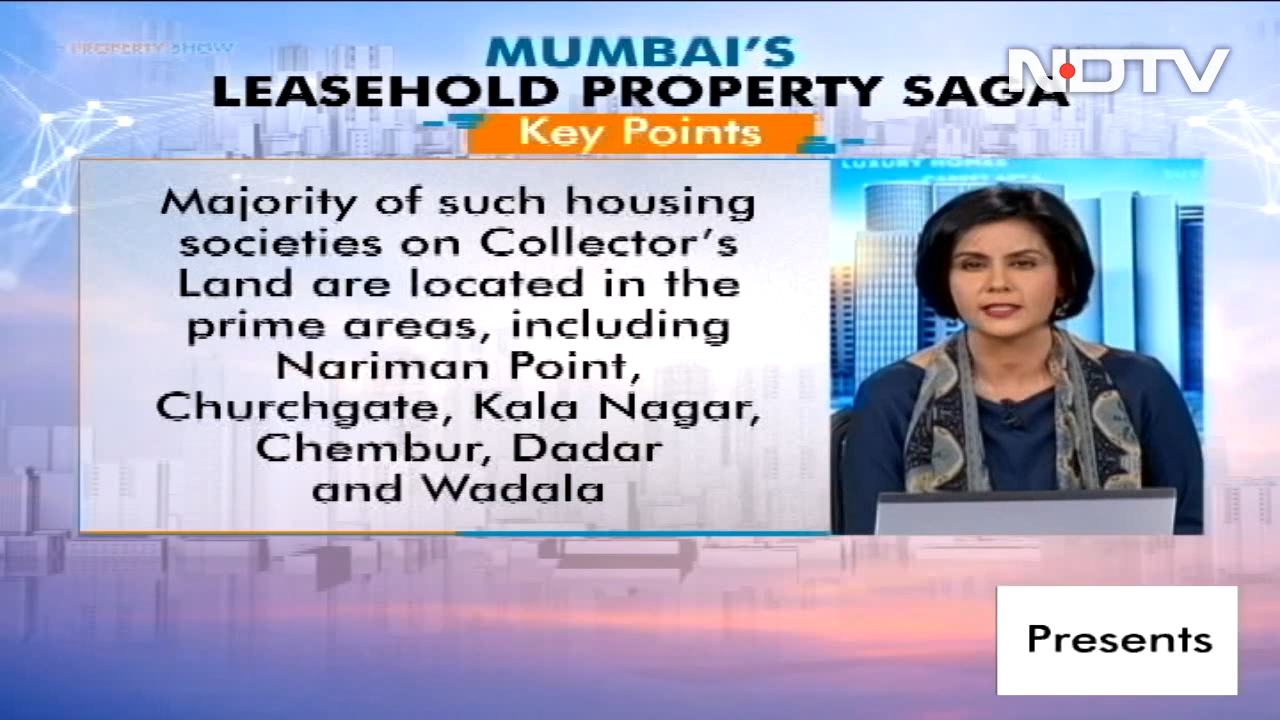 PROPERTY SHOW
MUMBAI'S
NDTV
LEASEHOLD PROPERTY SAGA
Key Points
LUXURY HOMES
Majority of such housing
societies on Collector's
Land are located in the
prime areas, including
Nariman Point,
Churchgate, Kala Nagar,
Chembur, Dadar
and Wadala
Presents